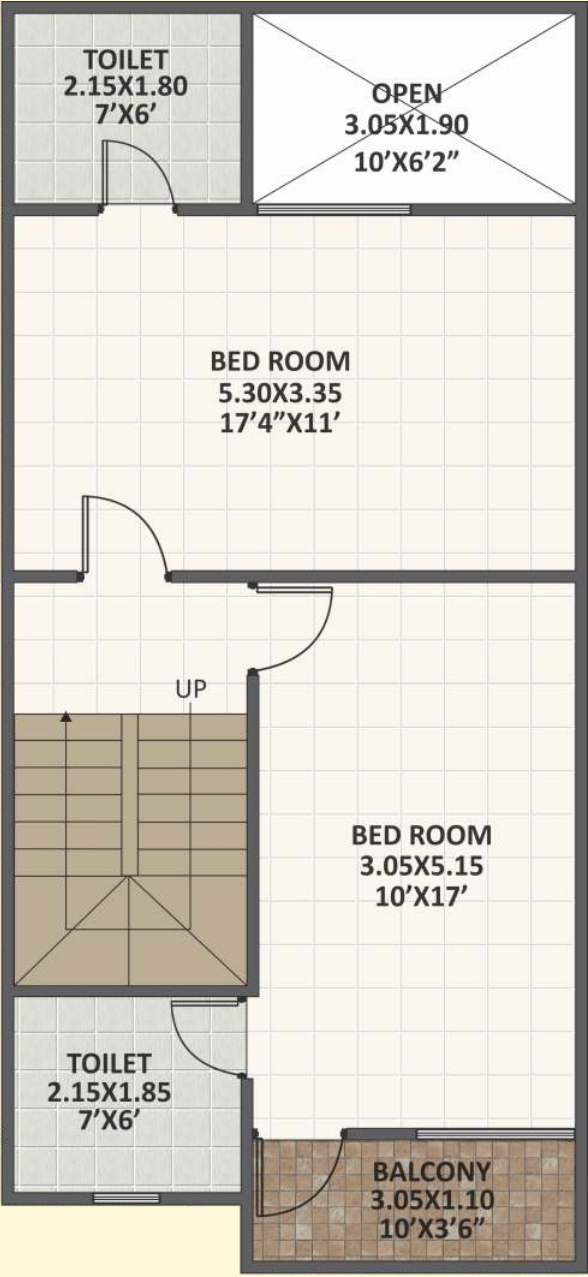 TOILET
2.15X1.80
7’X6’
OPEN
3.05X1.90
10’X6’2”
BED ROOM
5.30X3.35
17’4”X11’
UP
BED ROOM
3.05X5.15
10’X17’
TOILET
2.15X1.85
7’X6’
BALCONY
3.05X1.10
10’X3’6”